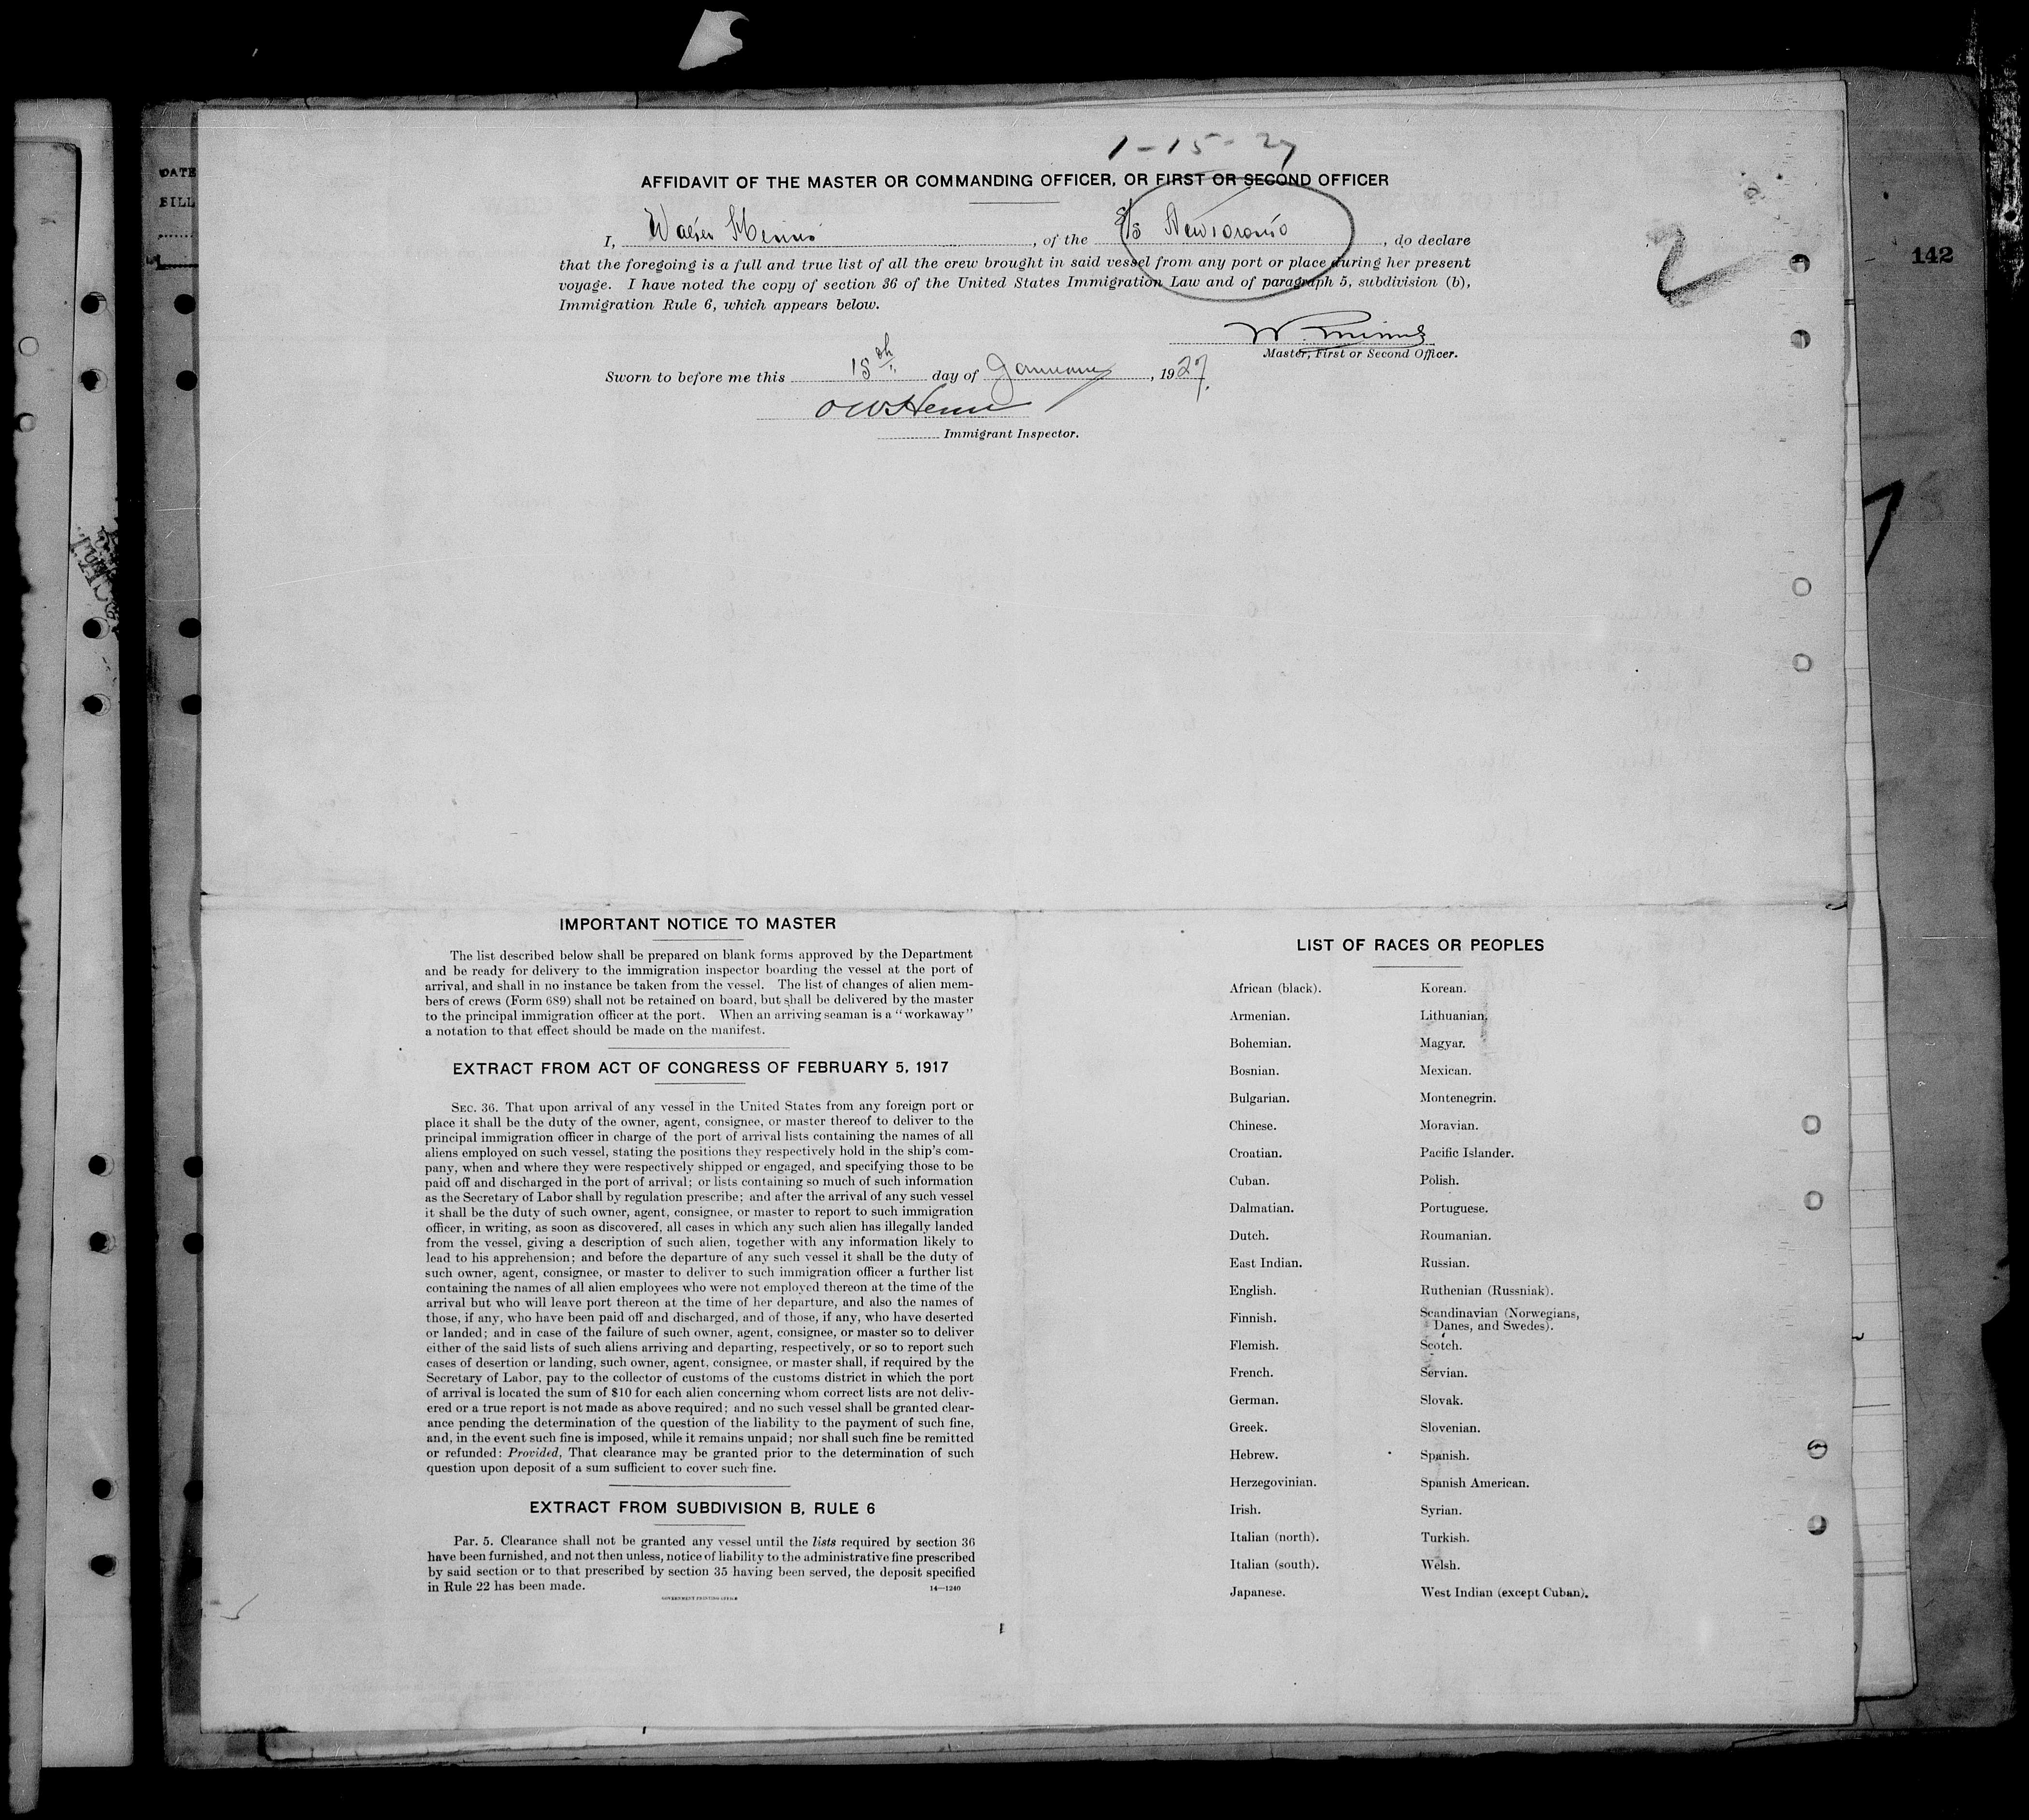 1-15-27
AFFIDAVIT OF THE MASTER OR COMMANDING OFFICER, OR FIRST OR SECOND OFFICER
I, , of the S/S , do declare
that the foregoing is a full and true list of all the crew brought in said vessel from any port or place during her present
voyage. I have noted the copy of section 36 of the United States Immigration Law and of paragraph 5, subdivision (b),
Immigration Rule 6, which appears below.
Master, First or Second Officer.
Sworn to before me this day of January, 1927.
Immigrant Inspector.
2
142
DATE
BILL
IMPORTANT NOTICE TO MASTER
The list described below shall be prepared on blank forms approved by the Department
and be ready for delivery to the immigration inspector boarding the vessel at the port of
arrival, and shall in no instance be taken from the vessel. The list of changes of alien mem-
bers of crews (Form 689) shall not be retained on board, but shall be delivered by the master
to the principal immigration officer at the port. When an arriving seaman is a "workaway"
a notation to that effect should be made on the manifest.
EXTRACT FROM ACT OF CONGRESS OF FEBRUARY 5, 1917
SEC. 36. That upon arrival of any vessel in the United States from any foreign port or
place it shall be the duty of the owner, agent, consignee, or master thereof to deliver to the
principal immigration officer in charge of the port of arrival lists containing the names of all
aliens employed on such vessel, stating the positions they respectively hold in the ship's com-
pany, when and where they were respectively shipped or engaged, and specifying those to be
paid off and discharged in the port of arrival; or lists containing so much of such information
as the Secretary of Labor shall by regulation prescribe; and after the arrival of any such vessel
it shall be the duty of such owner, agent, consignee, or master to report to such immigration
officer, in writing, as soon as discovered, all cases in which any such alien has illegally landed
from the vessel, giving a description of such alien, together with any information likely to
lead to his apprehension; and before the departure of any such vessel it shall be the duty of
such owner, agent, consignee, or master to deliver to such immigration officer a further list
containing the names of all alien employees who were not employed thereon at the time of the
arrival but who will leave port thereon at the time of her departure, and also the names of
those, if any, who have been paid off and discharged, and of those, if any, who have deserted
or landed; and in case of the failure of such owner, agent, consignee, or master so to deliver
either of the said lists of such aliens arriving and departing, respectively, or so to report such
cases of desertion or landing, such owner, agent, consignee, or master shall, if required by the
Secretary of Labor, pay to the collector of customs of the customs district in which the port
of arrival is located the sum of $10 for each alien concerning whom correct lists are not deliv-
ered or a true report is not made as above required; and no such vessel shall be granted clear-
ance pending the determination of the question of the liability to the payment of such fine,
and, in the event such fine is imposed, while it remains unpaid; nor shall such fine be remitted
or refunded: Provided, That clearance may be granted prior to the determination of such
question upon deposit of a sum sufficient to cover such fine.
EXTRACT FROM SUBDIVISION B, RULE 6
Par. 5. Clearance shall not be granted any vessel until the lists required by section 36
have been furnished, and not then unless, notice of liability to the administrative fine prescribed
by said section or to that prescribed by section 35 having been served, the deposit specified
in Rule 22 has been made.
14—1240
GOVERNMENT PRINTING OFFICE
LIST OF RACES OR PEOPLES
African (black). Korean.
Armenian. Lithuanian.
Bohemian. Magyar.
Bosnian. Mexican.
Bulgarian. Montenegrin.
Chinese. Moravian.
Croatian. Pacific Islander.
Cuban. Polish.
Dalmatian. Portuguese.
Dutch. Roumanian.
East Indian. Russian.
English. Ruthenian (Russniak).
Finnish. Scandinavian (Norwegians,
Danes, and Swedes).
Flemish. Scotch.
French. Servian.
German. Slovak.
Greek. Slovenian.
Hebrew. Spanish.
Herzegovinian. Spanish American.
Irish. Syrian.
Italian (north). Turkish.
Italian (south). Welsh.
Japanese. West Indian (except Cuban).